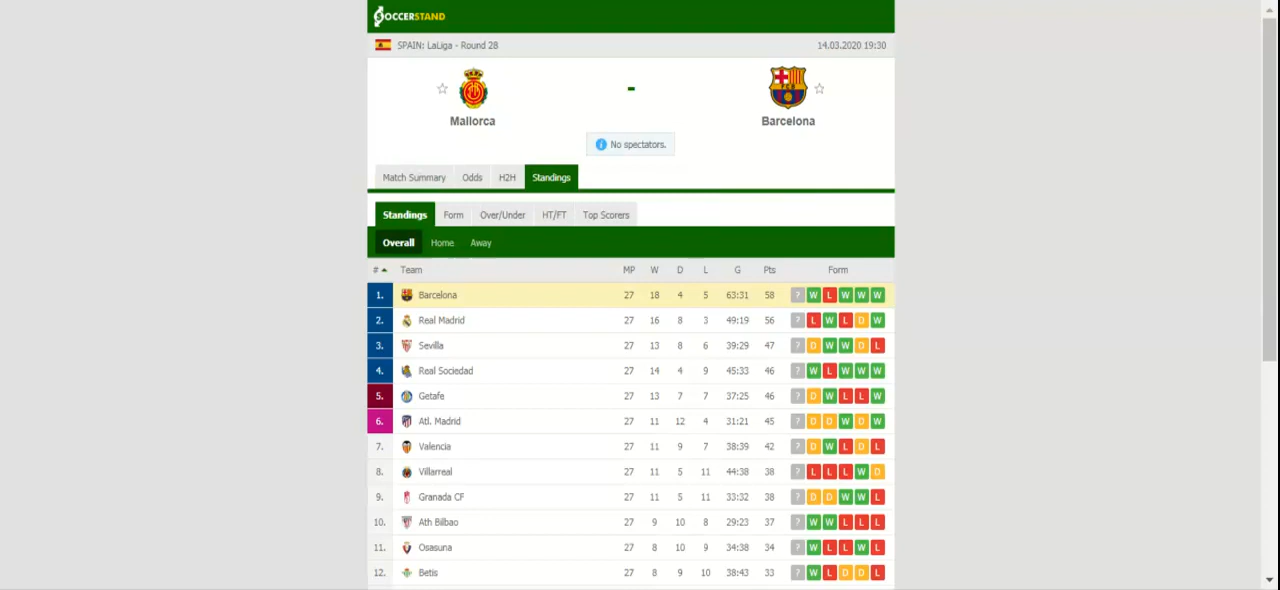 SOCCERSTAND
SPAIN: LaLiga - Round 28 14.03.2020 19:30
-
Mallorca Barcelona
No spectators.
Match Summary Odds H2H Standings
Standings Form Over/Under HT/FT Top Scorers
Overall Home Away
# Team MP W D L G Pts Form
1. Barcelona 27 18 4 5 63:31 58 ? W L W W W
2. Real Madrid 27 16 8 3 49:19 56 ? L W L D W
3. Sevilla 27 13 8 6 39:29 47 ? D W W D L
4. Real Sociedad 27 14 4 9 45:33 46 ? W L W W W
5. Getafe 27 13 7 7 37:25 46 ? D W L L W
6. Atl. Madrid 27 11 12 4 31:21 45 ? D D W D W
7. Valencia 27 11 9 7 38:39 42 ? D W L D L
8. Villarreal 27 11 5 11 44:38 38 ? L L L W D
9. Granada CF 27 11 5 11 33:32 38 ? D D W W L
10. Ath Bilbao 27 9 10 8 29:23 37 ? W W L L L
11. Osasuna 27 8 10 9 34:38 34 ? W L L W L
12. Betis 27 8 9 10 38:43 33 ? W L D D L